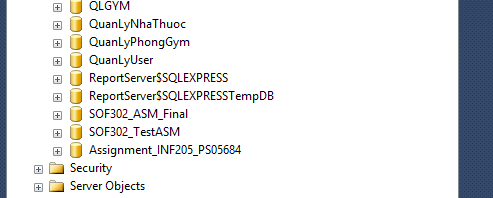 QLGYM
QuanLyNhaThuoc
QuanLyPhongGym
QuanLyUser
ReportServer$SQLEXPRESS
ReportServer$SQLEXPRESSTempDB
SOF302_ASM_Final
SOF302_TestASM
Assignment_INF205_PS05684
Security
Server Objects